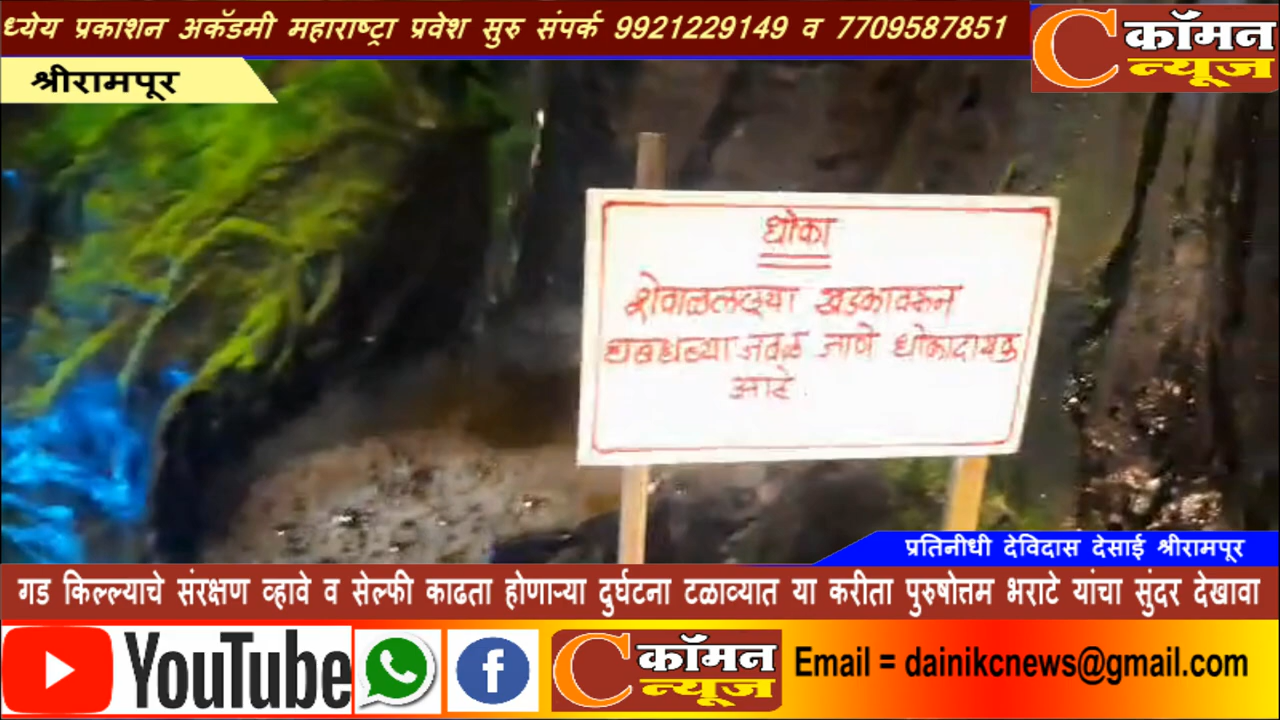 ध्येय प्रकाशन अकॅडमी महाराष्ट्रा प्रवेश सुरु संपर्क 9921229149 व 7709587851
C कॉमन
न्यूज
श्रीरामपूर
धोका
शेवाळलेल्या खडकावरून
धबधब्या जवळ जाणे धोकादायक
आहे.
प्रतिनीधी देविदास देसाई श्रीरामपूर
गड किल्ल्याचे संरक्षण व्हावे व सेल्फी काढता होणाऱ्या दुर्घटना टळाव्यात या करीता पुरुषोत्तम भराटे यांचा सुंदर देखावा
YouTube C कॉमन
न्यूज
Email = dainikcnews@gmail.com